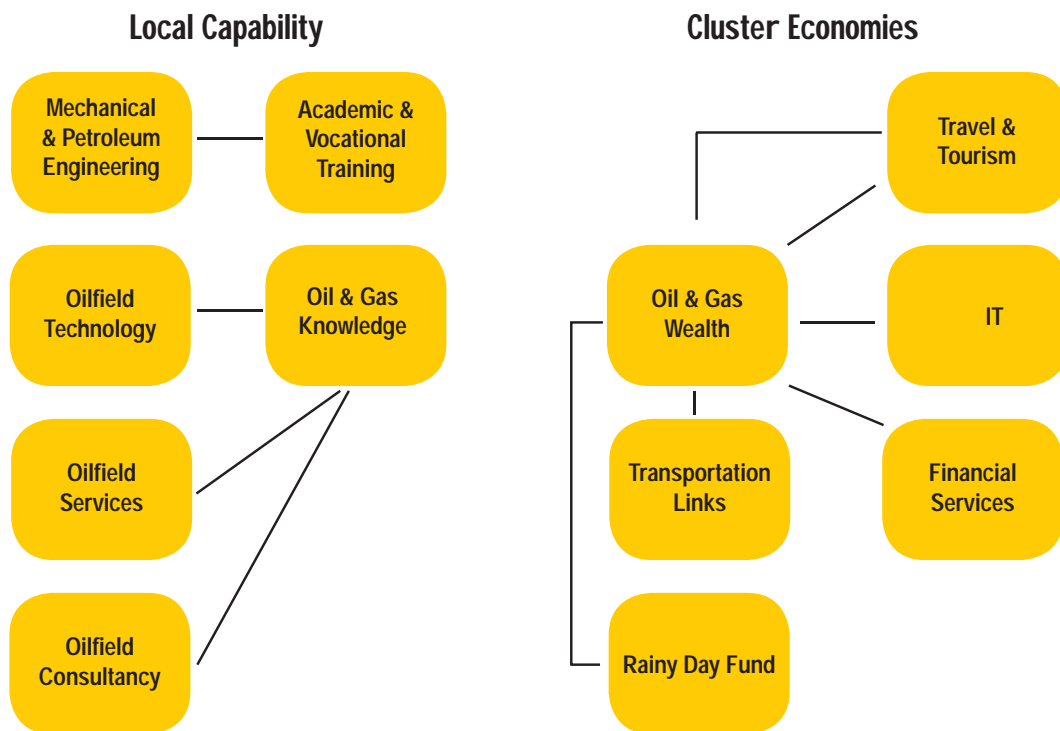 Local Capability
Mechanical
& Petroleum
Engineering
Academic &
Vocational
Training
Oilfield
Technology
Oil & Gas
Knowledge
Oilfield
Services
Oilfield
Consultancy
Cluster Economies
Travel &
Tourism
Oil & Gas
Wealth
IT
Transportation
Links
Financial
Services
Rainy Day Fund